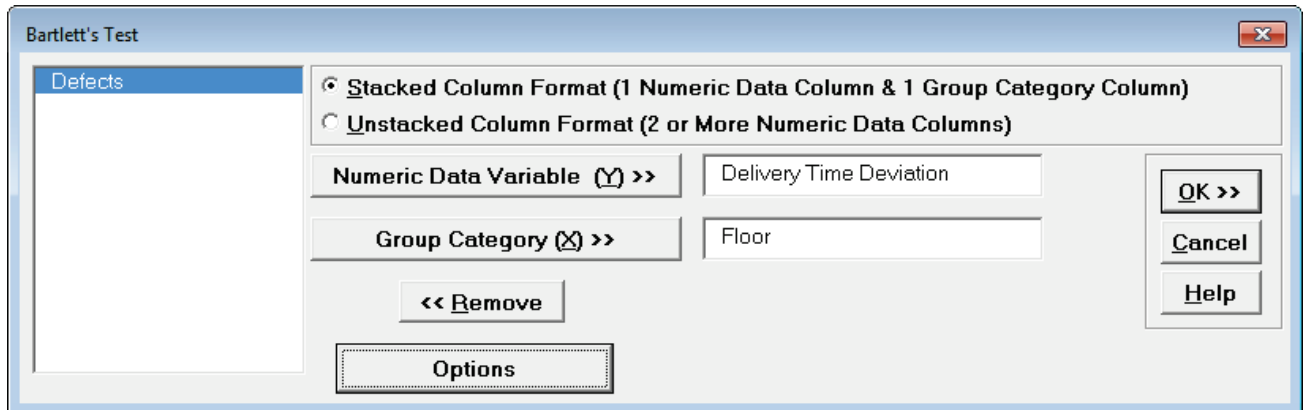 Bartlett's Test
Defects
Stacked Column Format (1 Numeric Data Column & 1 Group Category Column)
Unstacked Column Format (2 or More Numeric Data Columns)
Numeric Data Variable (Y) >>
Delivery Time Deviation
Group Category (X) >>
Floor
<< Remove
Options
OK >>
Cancel
Help